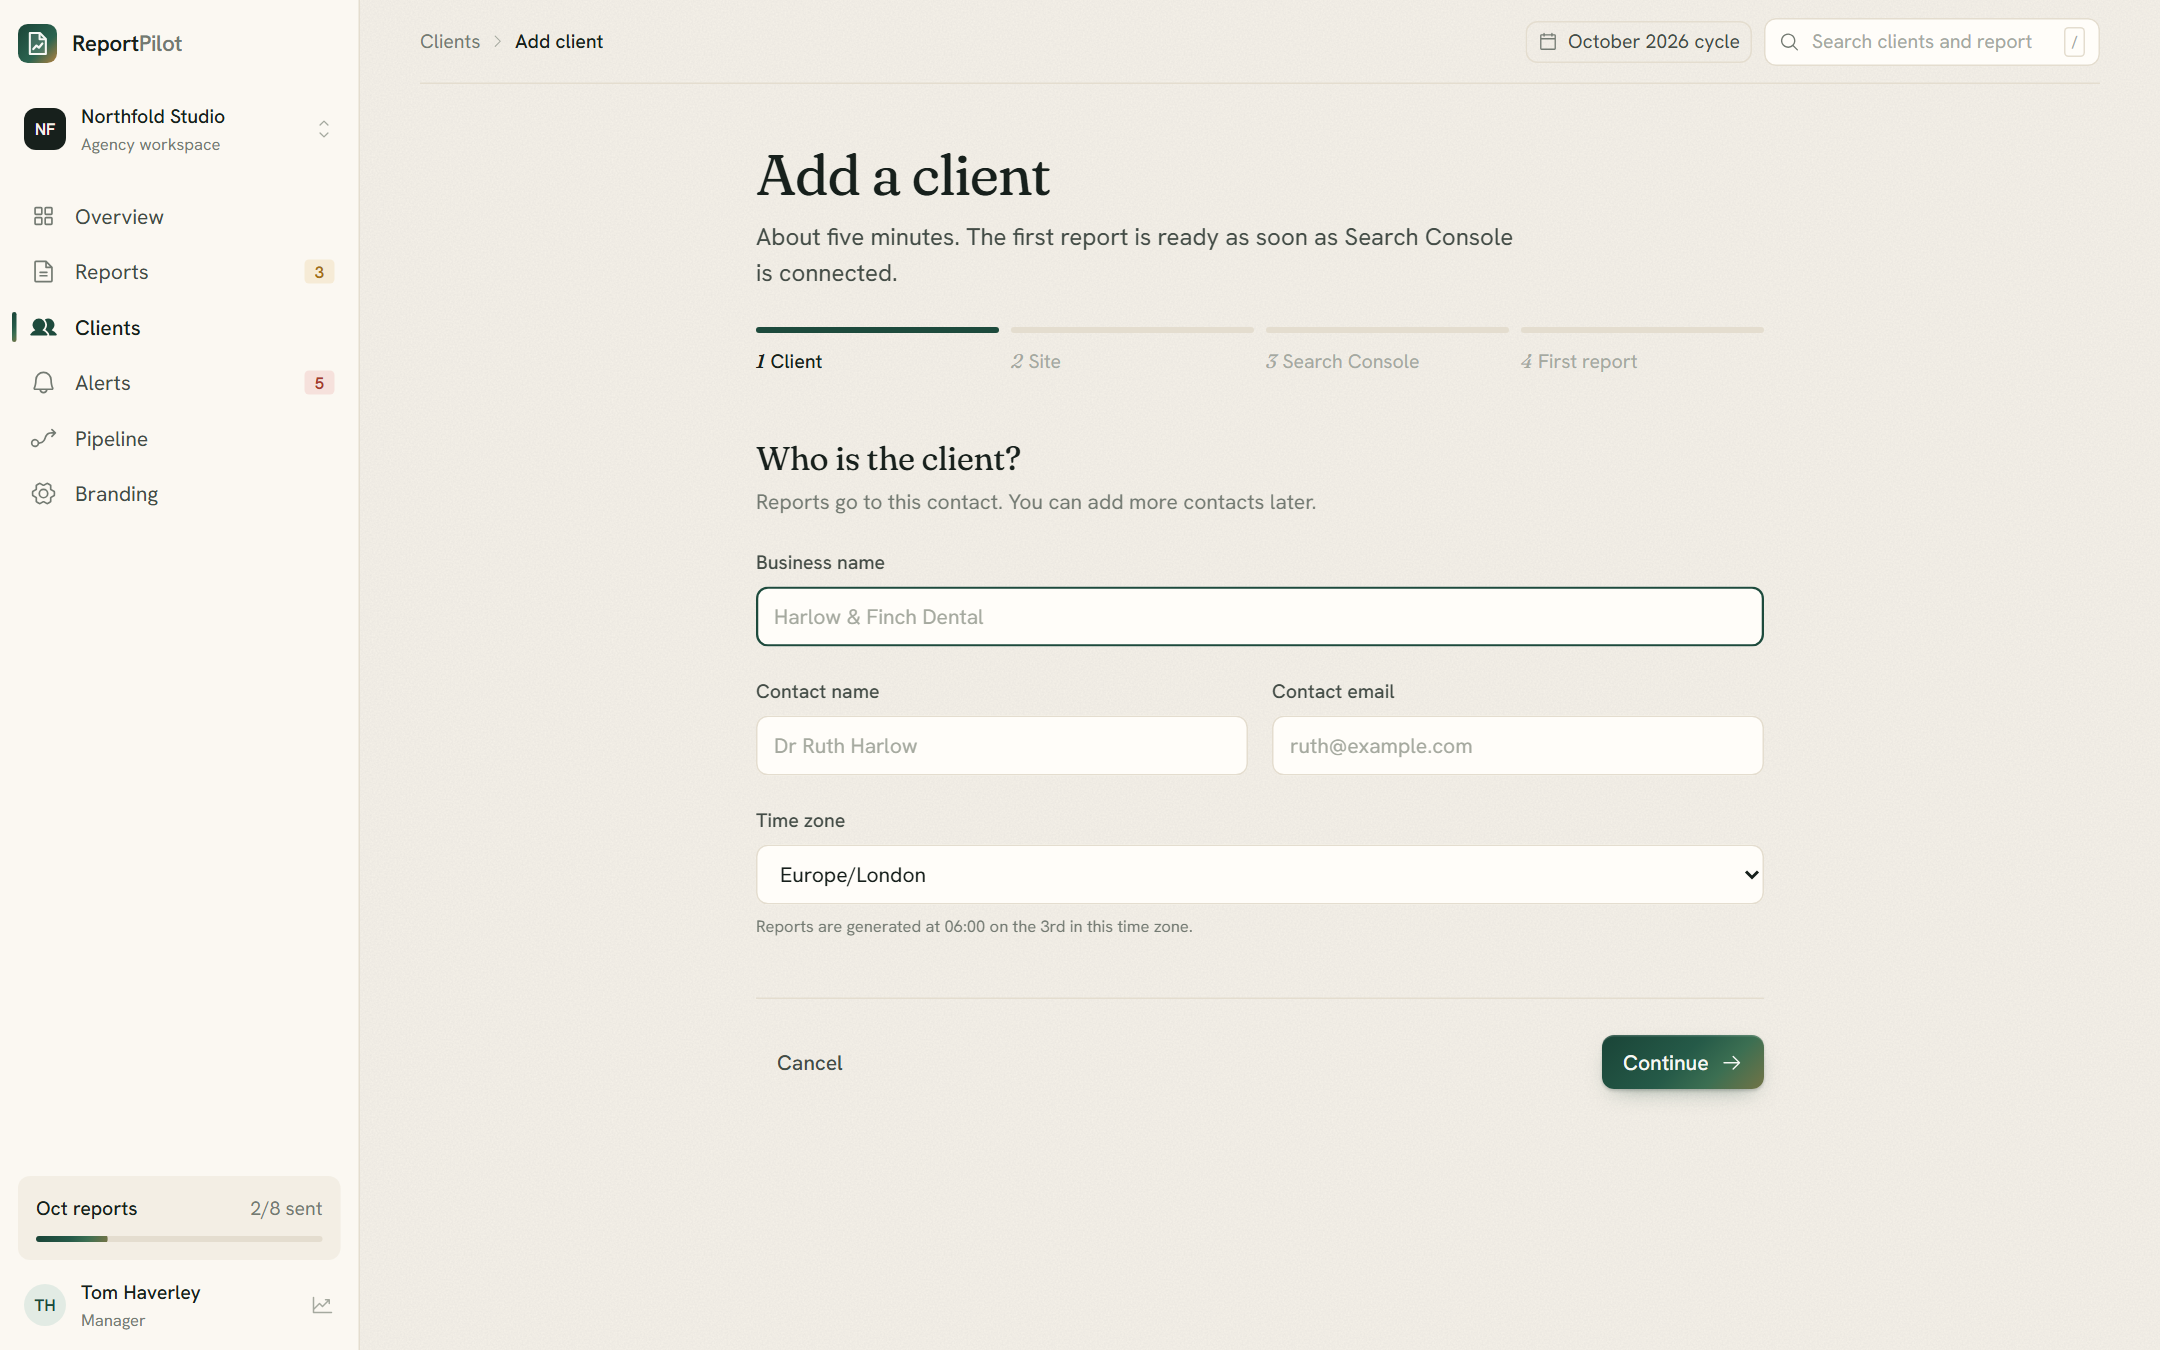 ReportPilot
NF
Northfold Studio
Agency workspace
Overview
Reports 3
Clients
Alerts 5
Pipeline
Branding
Oct reports 2/8 sent
TH
Tom Haverley
Manager
Clients > Add client
October 2026 cycle
Search clients and report /
Add a client
About five minutes. The first report is ready as soon as Search Console
is connected.
1 Client
2 Site
3 Search Console
4 First report
Who is the client?
Reports go to this contact. You can add more contacts later.
Business name
Harlow & Finch Dental
Contact name
Dr Ruth Harlow
Contact email
ruth@example.com
Time zone
Europe/London
Reports are generated at 06:00 on the 3rd in this time zone.
Cancel
Continue →